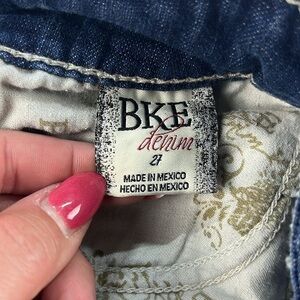 BKE
denim
27
MADE IN MEXICO
HECHO EN MEXICO